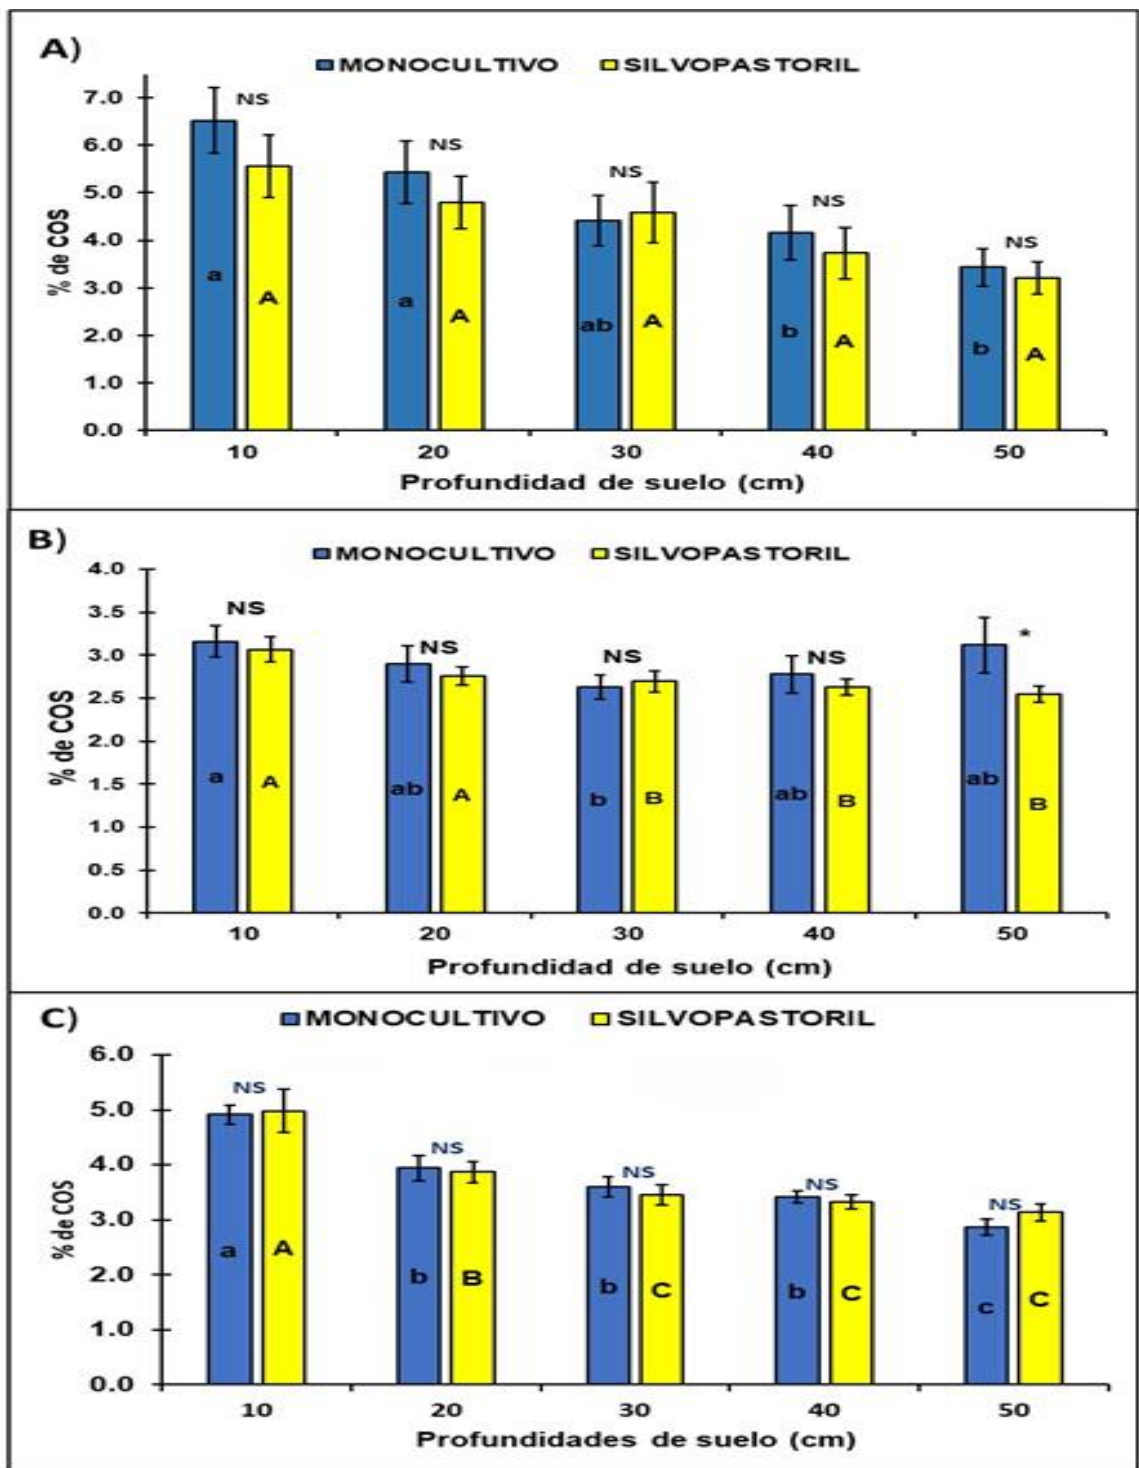 A)
MONOCULTIVO SILVOPASTORIL
7.0
6.0
5.0
4.0
3.0
2.0
1.0
0.0
% de COS
NS NS NS NS NS
a A a A ab A b A b A
10 20 30 40 50
Profundidad de suelo (cm)
B)
MONOCULTIVO SILVOPASTORIL
4.0
3.5
3.0
2.5
2.0
1.5
1.0
0.5
0.0
% de COS
NS NS NS NS *
a A ab A b B ab B ab B
10 20 30 40 50
Profundidad de suelo (cm)
C)
MONOCULTIVO SILVOPASTORIL
6.0
5.0
4.0
3.0
2.0
1.0
0.0
% de COS
NS NS NS NS NS
a A b B b C b C c C
10 20 30 40 50
Profundidades de suelo (cm)